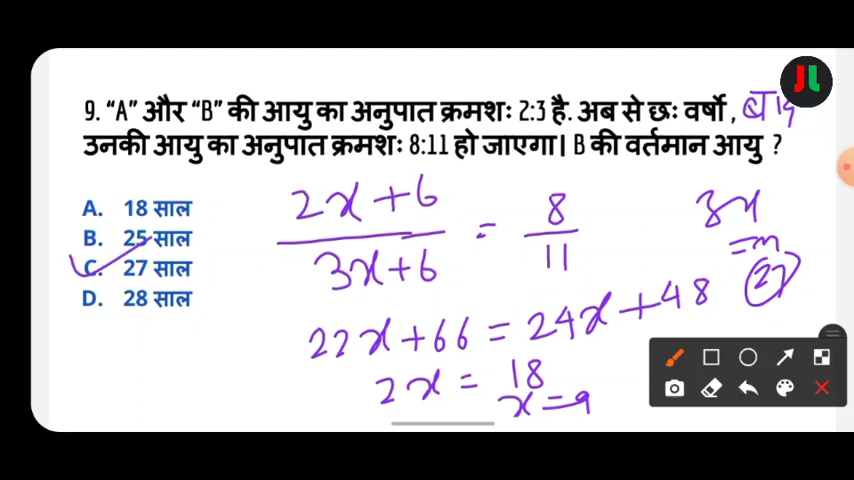 JL
9. “A” और “B” की आयु का अनुपात क्रमशः 2:3 है. अब से छः वर्षो ,
उनकी आयु का अनुपात क्रमशः 8:11 हो जाएगा। B की वर्तमान आयु ?
A. 18 साल
B. 25 साल
C. 27 साल
D. 28 साल
2x+6 / 3x+6 = 8/11
22x+66 = 24x+48
2x = 18
x = 9
3x
27